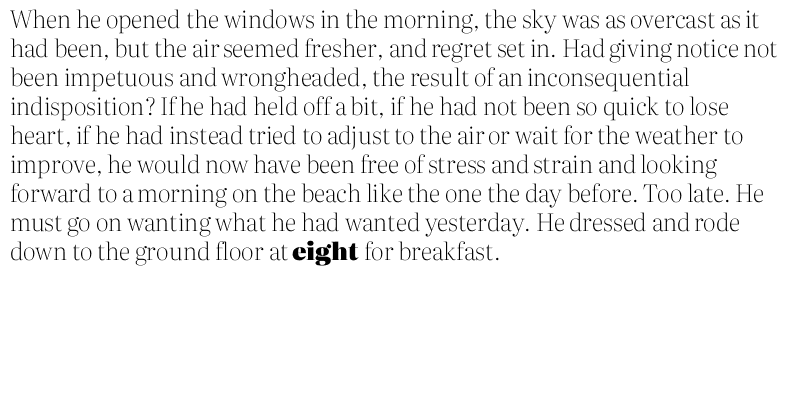 When he opened the windows in the morning, the sky was as overcast as it
had been, but the air seemed fresher, and regret set in. Had giving notice not
been impetuous and wrongheaded, the result of an inconsequential
indisposition? If he had held off a bit, if he had not been so quick to lose
heart, if he had instead tried to adjust to the air or wait for the weather to
improve, he would now have been free of stress and strain and looking
forward to a morning on the beach like the one the day before. Too late. He
must go on wanting what he had wanted yesterday. He dressed and rode
down to the ground floor at eight for breakfast.